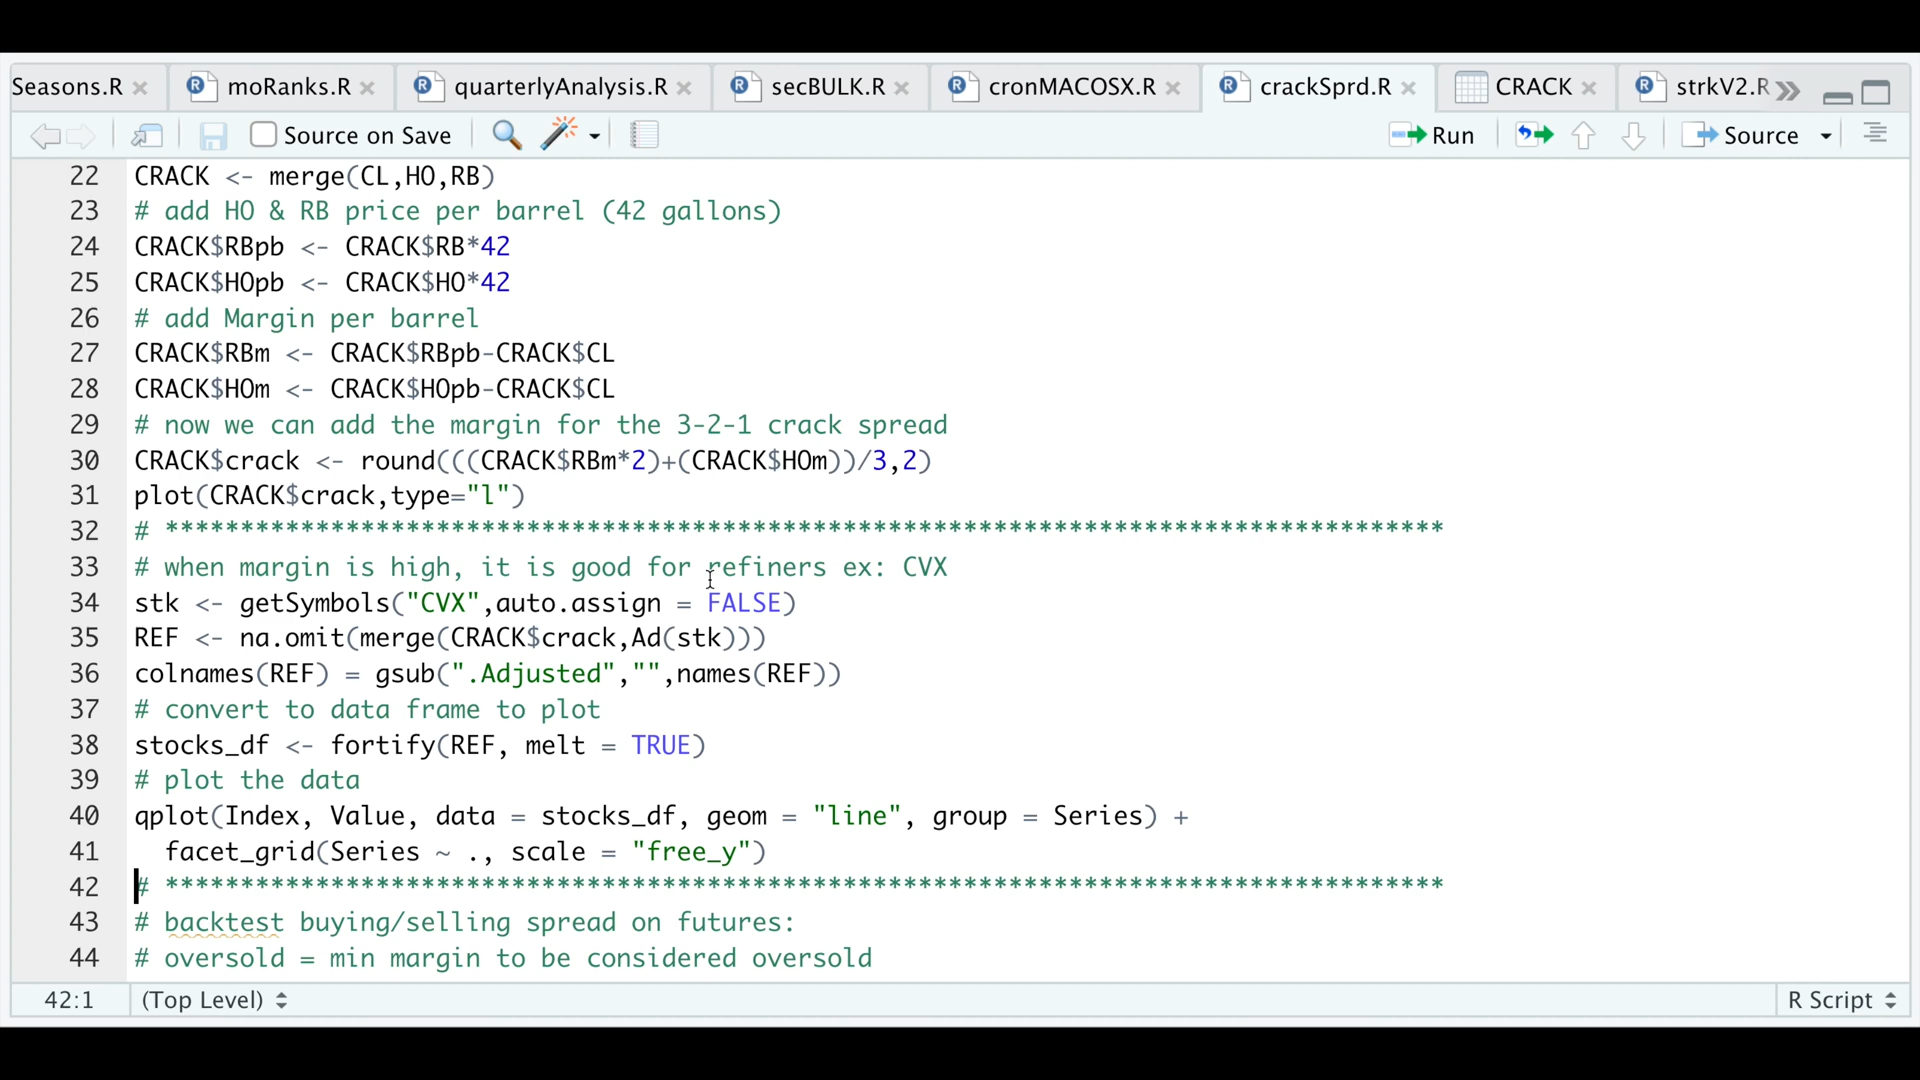 Seasons.R moRanks.R quarterlyAnalysis.R secBULK.R cronMACOSX.R crackSprd.R CRACK strkV2.R
Source on Save Run Source
22 CRACK <- merge(CL,HO,RB)
23 # add HO & RB price per barrel (42 gallons)
24 CRACK$RBpb <- CRACK$RB*42
25 CRACK$HOpb <- CRACK$HO*42
26 # add Margin per barrel
27 CRACK$RBm <- CRACK$RBpb-CRACK$CL
28 CRACK$HOm <- CRACK$HOpb-CRACK$CL
29 # now we can add the margin for the 3-2-1 crack spread
30 CRACK$crack <- round(((CRACK$RBm*2)+(CRACK$HOm))/3,2)
31 plot(CRACK$crack,type="l")
32 # *************************************************************************************
33 # when margin is high, it is good for refiners ex: CVX
34 stk <- getSymbols("CVX",auto.assign = FALSE)
35 REF <- na.omit(merge(CRACK$crack,Ad(stk)))
36 colnames(REF) = gsub(".Adjusted","",names(REF))
37 # convert to data frame to plot
38 stocks_df <- fortify(REF, melt = TRUE)
39 # plot the data
40 qplot(Index, Value, data = stocks_df, geom = "line", group = Series) +
41   facet_grid(Series ~ ., scale = "free_y")
42 # *************************************************************************************
43 # backtest buying/selling spread on futures:
44 # oversold = min margin to be considered oversold
42:1 (Top Level) R Script